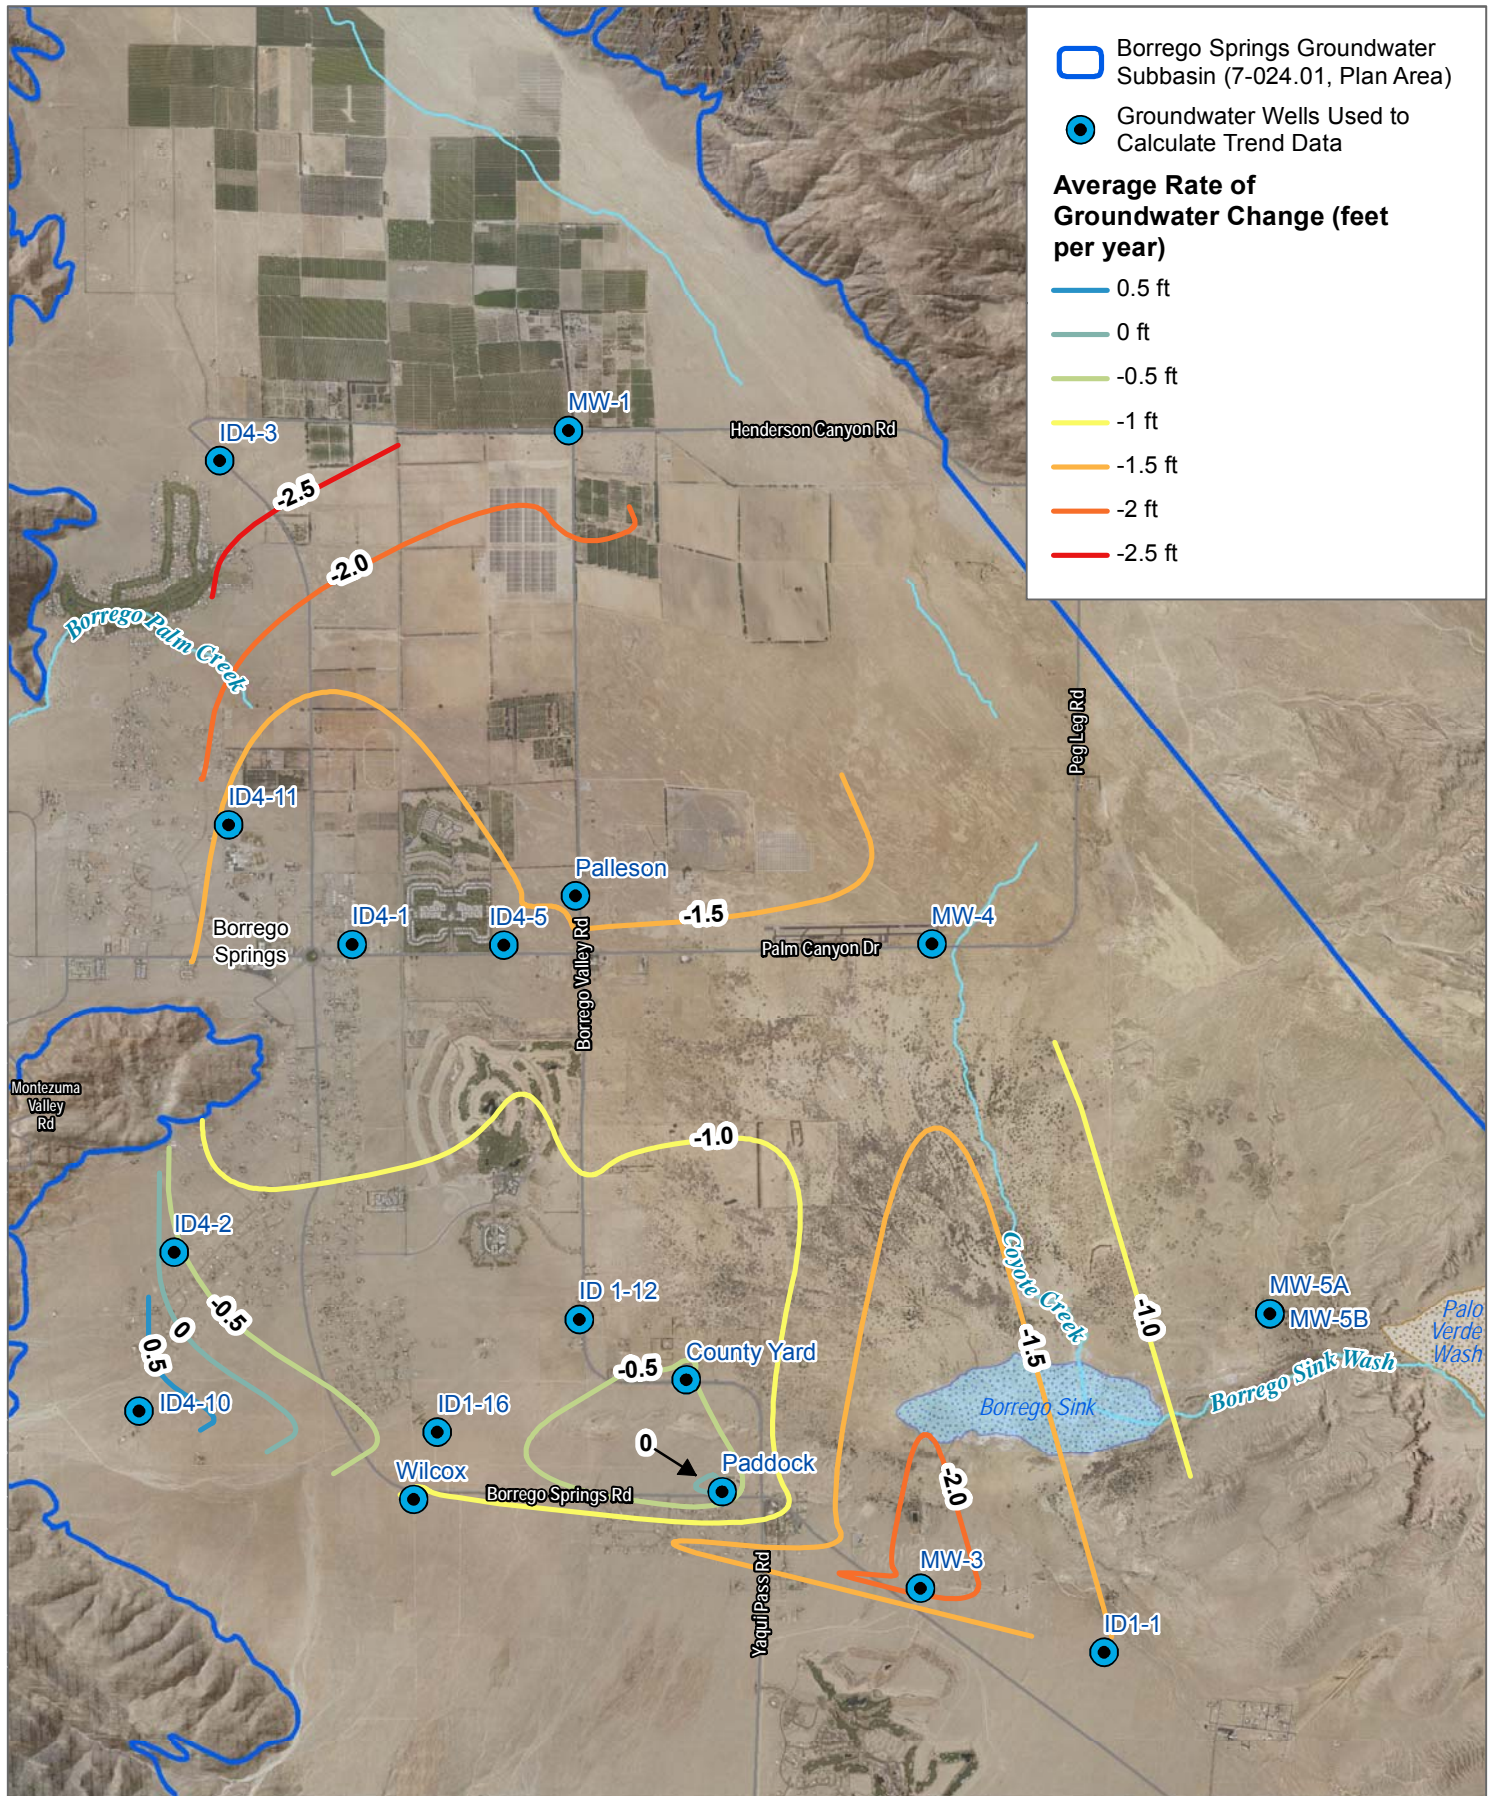 Borrego Springs Groundwater
Subbasin (7-024.01, Plan Area)
Groundwater Wells Used to
Calculate Trend Data
Average Rate of
Groundwater Change (feet
per year)
0.5 ft
0 ft
-0.5 ft
-1 ft
-1.5 ft
-2 ft
-2.5 ft
MW-1
Henderson Canyon Rd
ID4-3
-2.5
-2.0
Borrego Palm Creek
Peg Leg Rd
ID4-11
Palleson
ID4-1
ID4-5
-1.5
MW-4
Borrego
Springs
Palm Canyon Dr
Borrego Valley Rd
Montezuma
Valley
Rd
-1.0
ID4-2
Coyote Creek
MW-5A
MW-5B
Palo
Verde
Wash
ID 1-12
-0.5
0
0.5
-1.0
-1.5
County Yard
-0.5
Borrego Sink Wash
ID4-10
ID1-16
Borrego Sink
0
Paddock
Wilcox
Borrego Springs Rd
-2.0
MW-3
Yaqui Pass Rd
ID1-1